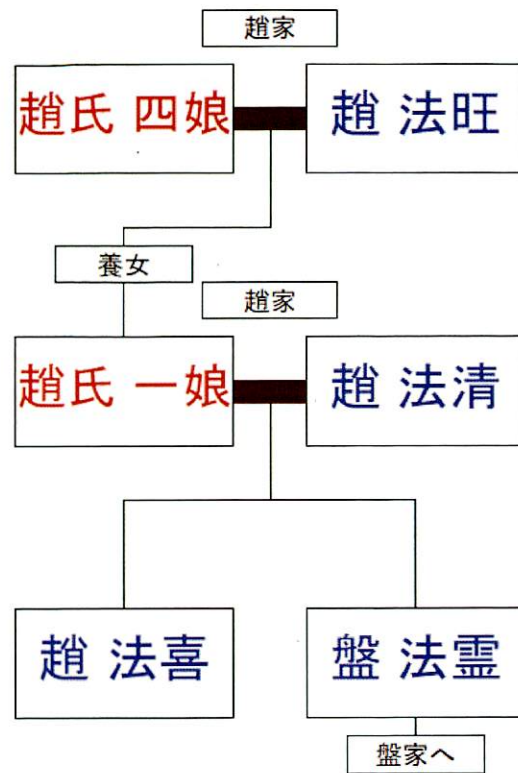 趙家
趙氏 四娘
趙 法旺
養女
趙家
趙氏 一娘
趙 法清
趙 法喜
盤 法霊
盤家へ